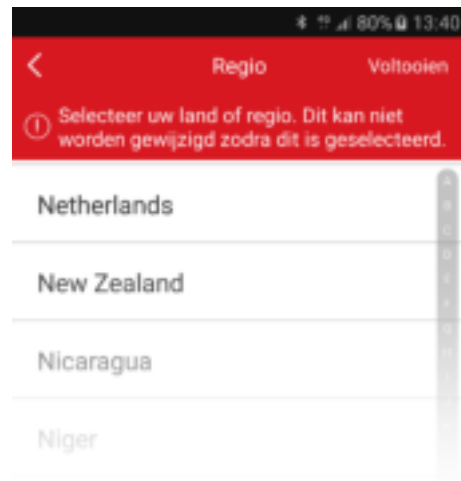 80% 13:40
Regio
Voltooien
Selecteer uw land of regio. Dit kan niet
worden gewijzigd zodra dit is geselecteerd.
Netherlands
New Zealand
Nicaragua
Niger